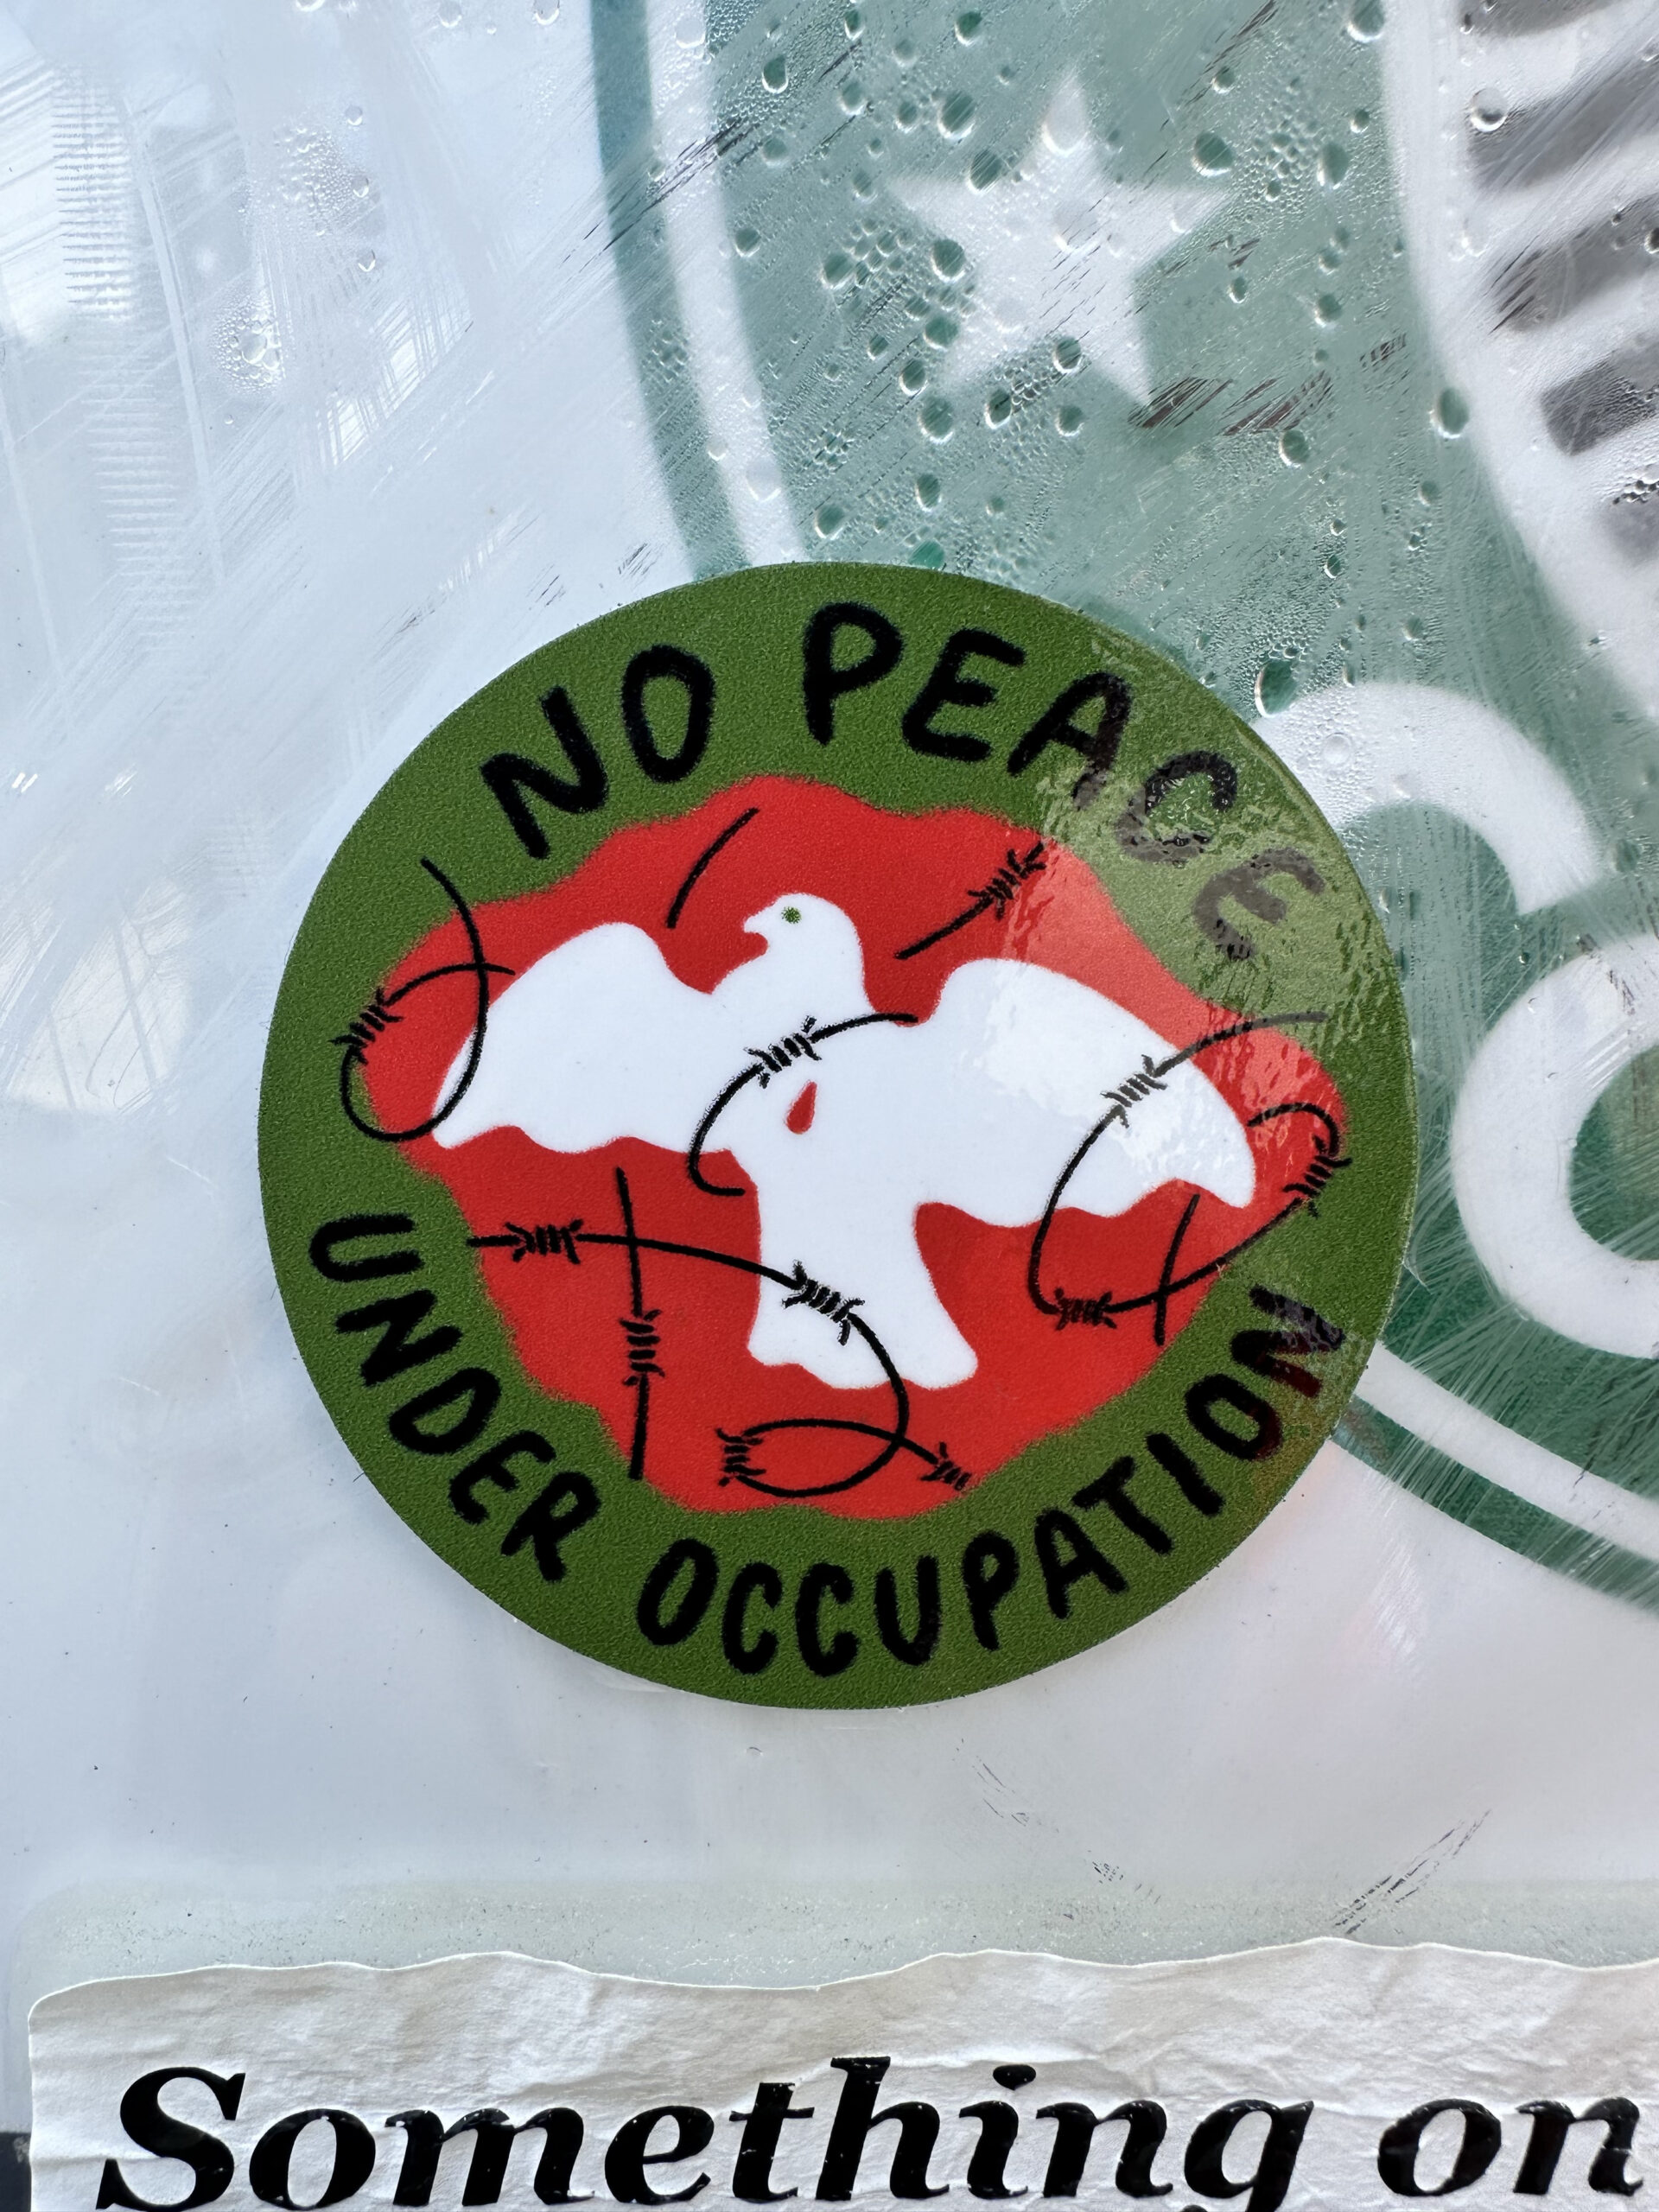 NO PEACE
UNDER OCCUPATION
Something on